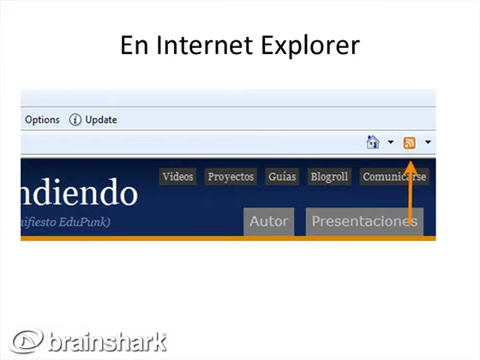 En Internet Explorer
Options Update
Videos Proyectos Guías Blogroll Comunicarse
ndiendo
nifiesto EduPunk)
Autor Presentaciones
brainshark